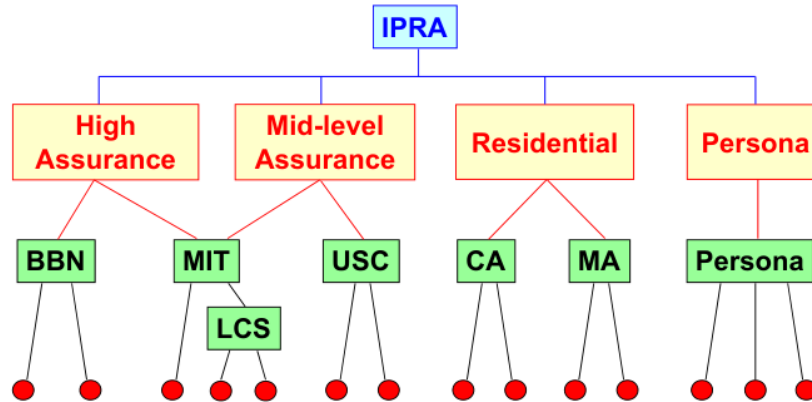 IPRA
High
Assurance
Mid-level
Assurance
Residential
Persona
BBN
MIT
USC
CA
MA
Persona
LCS